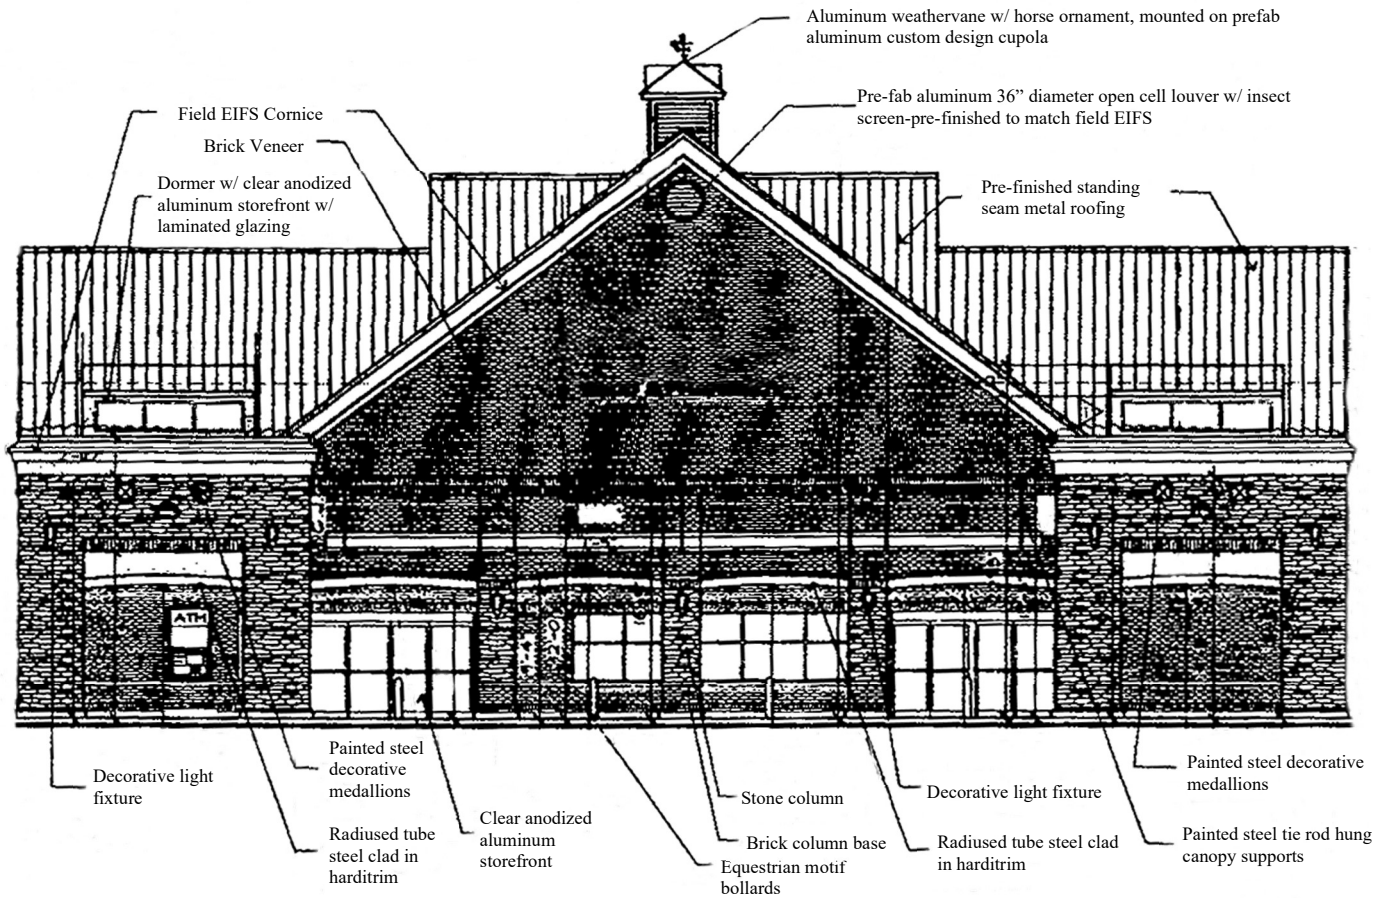 Aluminum weathervane w/ horse ornament, mounted on prefab
aluminum custom design cupola
Pre-fab aluminum 36” diameter open cell louver w/ insect
screen-pre-finished to match field EIFS
Field EIFS Cornice
Brick Veneer
Dormer w/ clear anodized
aluminum storefront w/
laminated glazing
Pre-finished standing
seam metal roofing
ATM
Decorative light
fixture
Painted steel
decorative
medallions
Radiused tube
steel clad in
harditrim
Clear anodized
aluminum
storefront
Stone column
Brick column base
Equestrian motif
bollards
Decorative light fixture
Radiused tube steel clad
in harditrim
Painted steel decorative
medallions
Painted steel tie rod hung
canopy supports